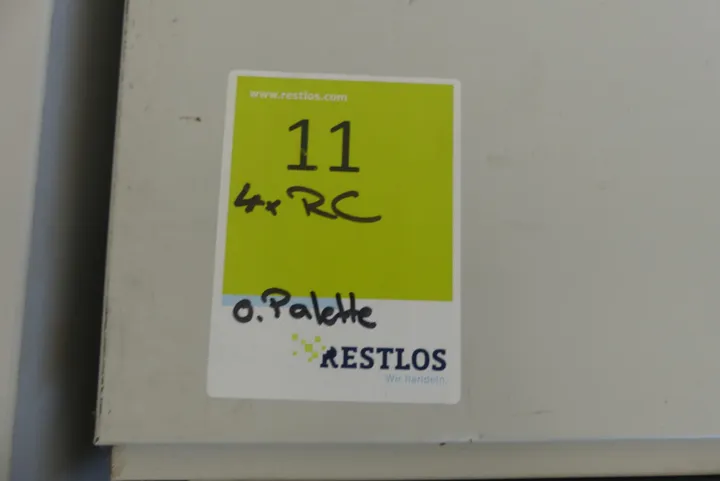 www.restlos.com
11
4x RC
o. Palette
RESTLOS
Wir handeln.